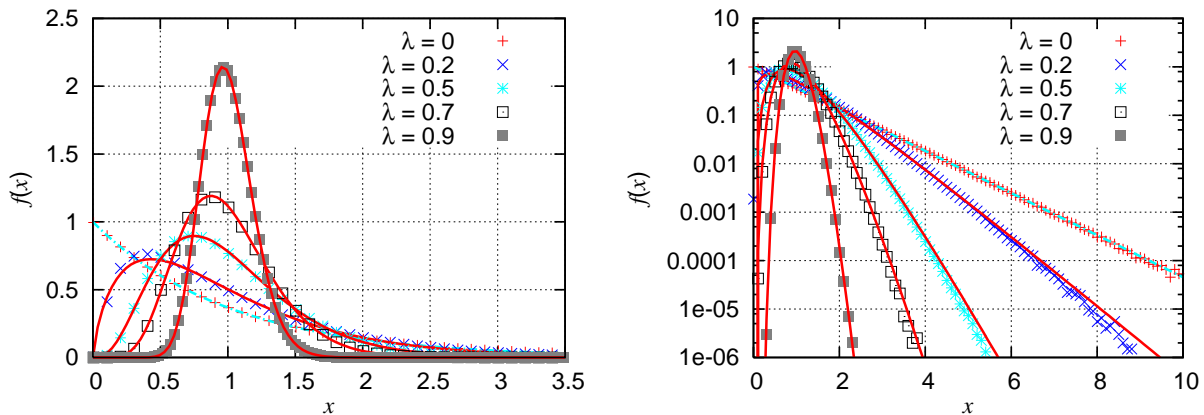 2.5
2
1.5
1
0.5
0
0 0.5 1 1.5 2 2.5 3 3.5
f(x)
x
λ = 0
λ = 0.2
λ = 0.5
λ = 0.7
λ = 0.9
10
1
0.1
0.01
0.001
0.0001
1e-05
1e-06
0 2 4 6 8 10
f(x)
x
λ = 0
λ = 0.2
λ = 0.5
λ = 0.7
λ = 0.9